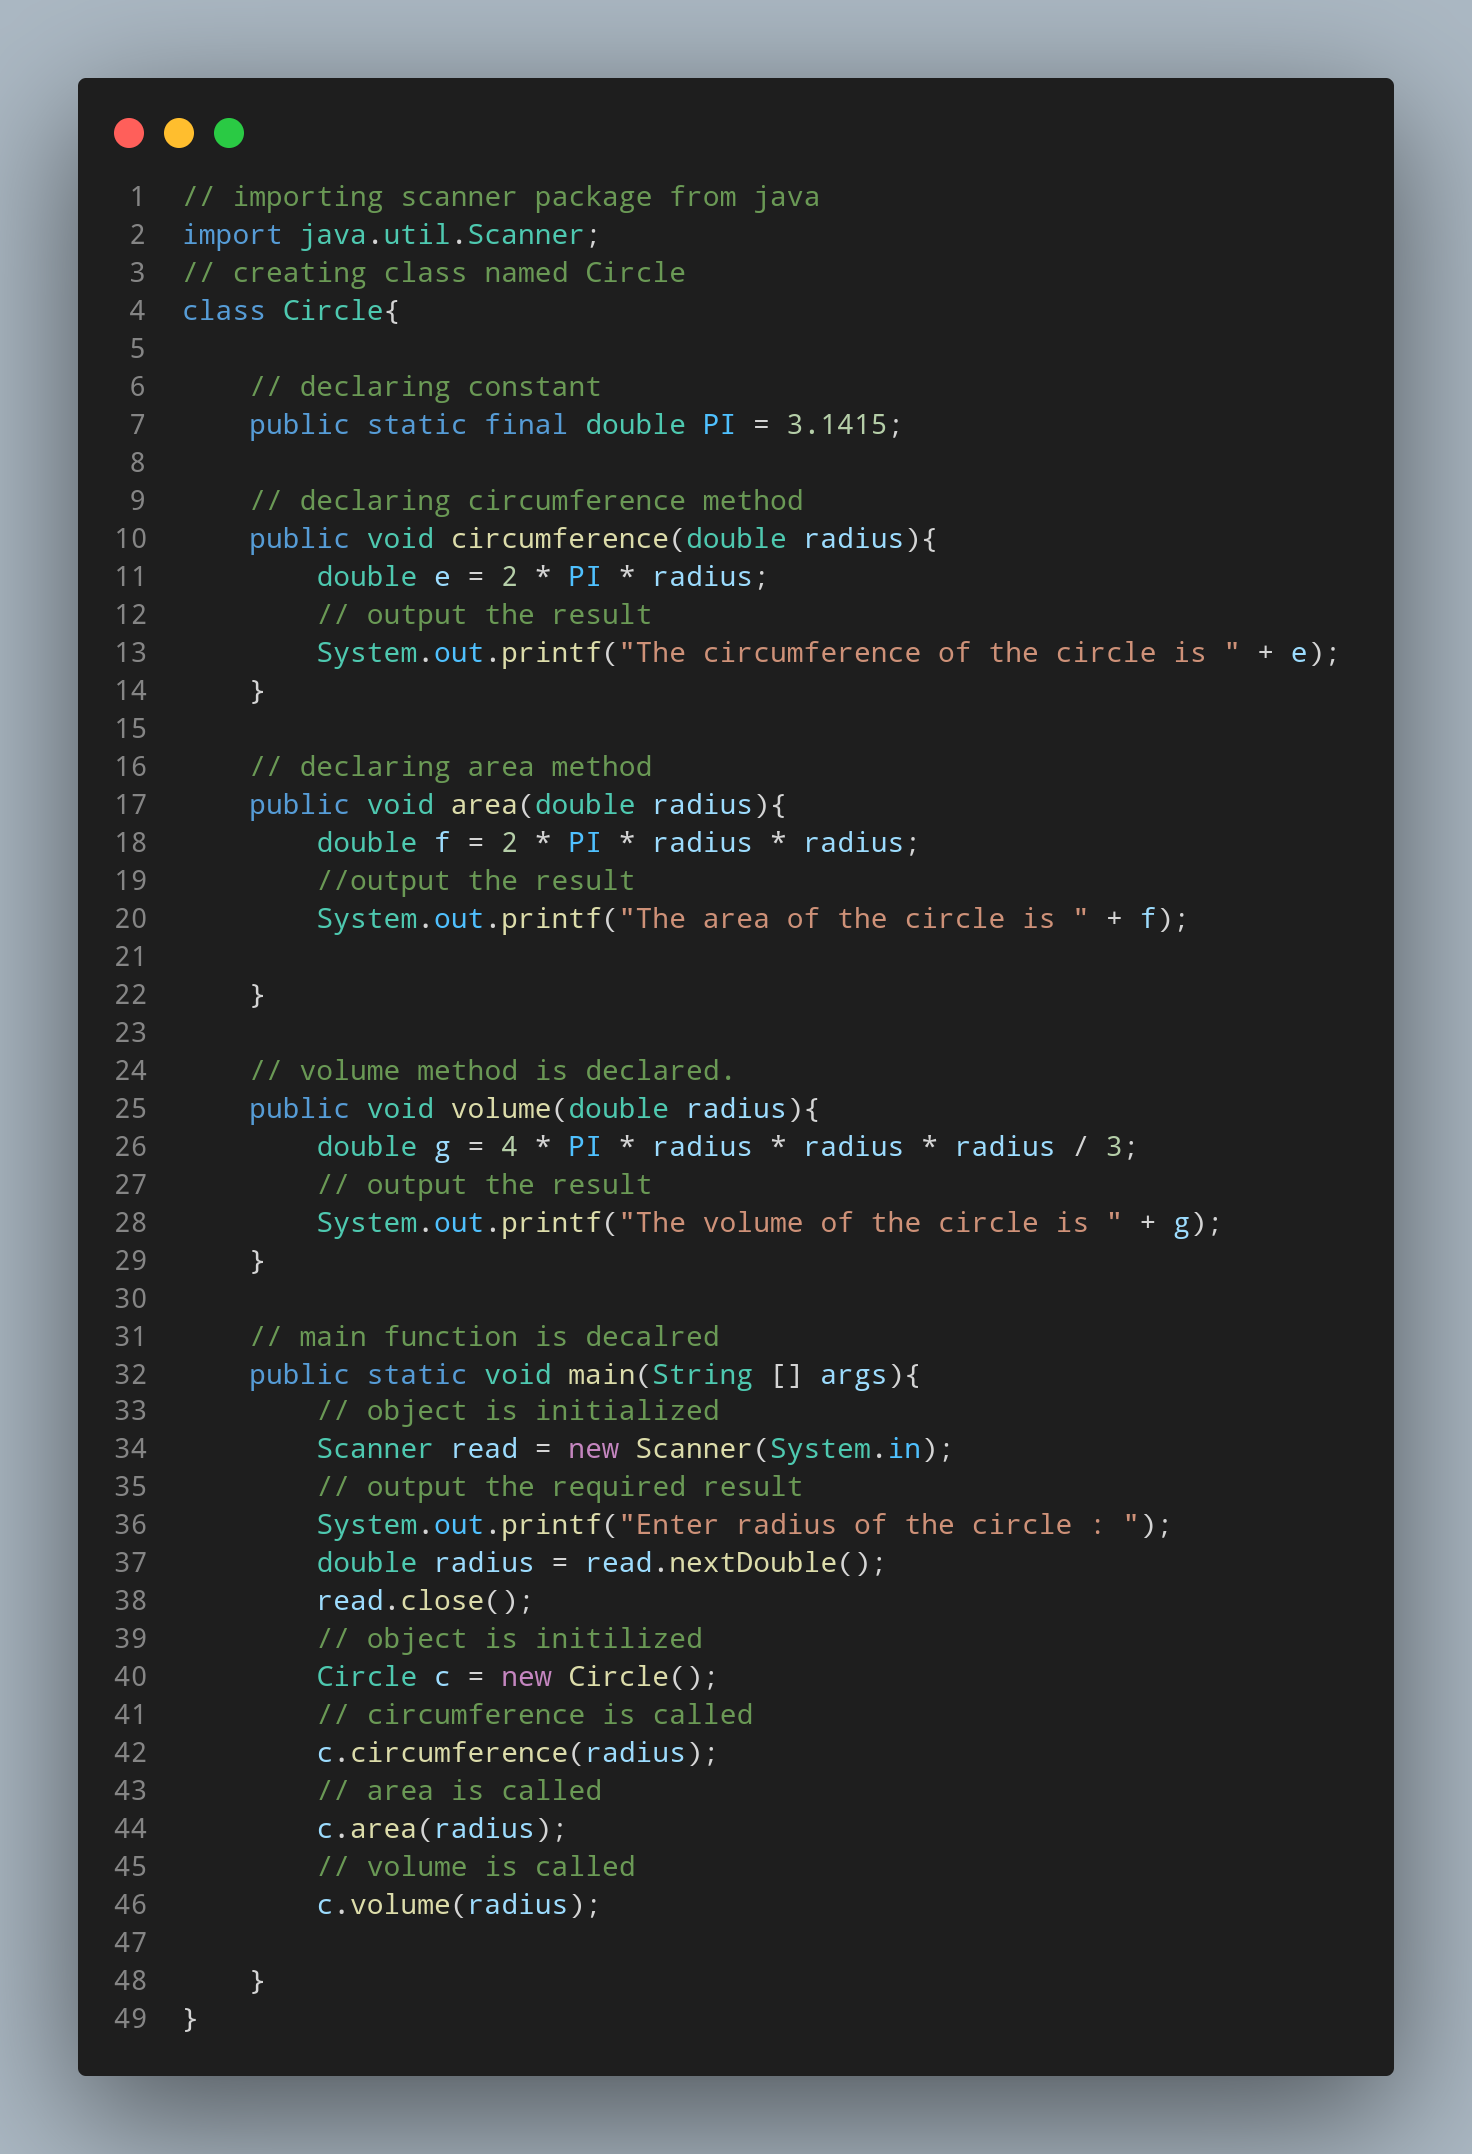 1 // importing scanner package from java
2 import java.util.Scanner;
3 // creating class named Circle
4 class Circle{
5
6     // declaring constant
7     public static final double PI = 3.1415;
8
9     // declaring circumference method
10     public void circumference(double radius){
11         double e = 2 * PI * radius;
12         // output the result
13         System.out.printf("The circumference of the circle is " + e);
14     }
15
16     // declaring area method
17     public void area(double radius){
18         double f = 2 * PI * radius * radius;
19         //output the result
20         System.out.printf("The area of the circle is " + f);
21
22     }
23
24     // volume method is declared.
25     public void volume(double radius){
26         double g = 4 * PI * radius * radius * radius / 3;
27         // output the result
28         System.out.printf("The volume of the circle is " + g);
29     }
30
31     // main function is decalred
32     public static void main(String [] args){
33         // object is initialized
34         Scanner read = new Scanner(System.in);
35         // output the required result
36         System.out.printf("Enter radius of the circle : ");
37         double radius = read.nextDouble();
38         read.close();
39         // object is initilized
40         Circle c = new Circle();
41         // circumference is called
42         c.circumference(radius);
43         // area is called
44         c.area(radius);
45         // volume is called
46         c.volume(radius);
47
48     }
49 }